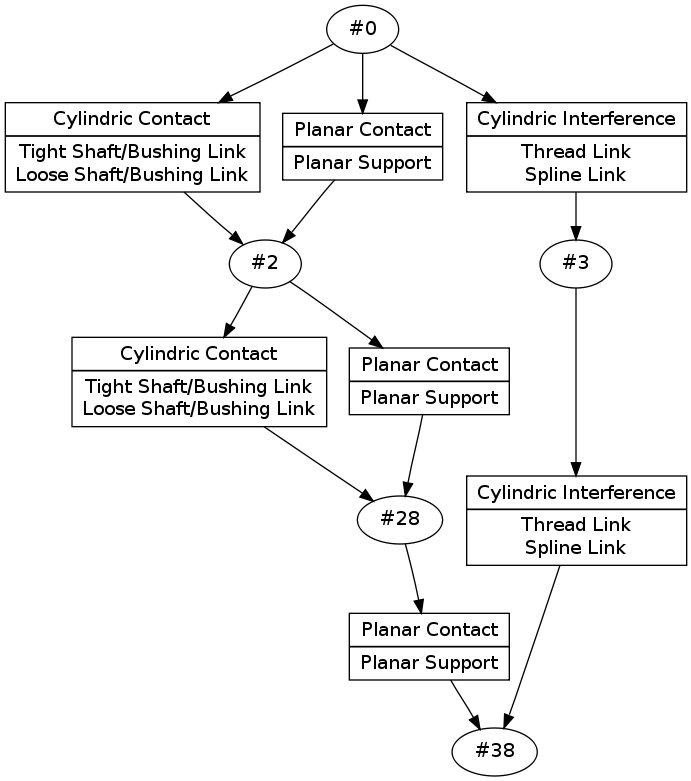 #0
Cylindric Contact
Tight Shaft/Bushing Link
Loose Shaft/Bushing Link
Planar Contact
Planar Support
Cylindric Interference
Thread Link
Spline Link
#2
#3
Cylindric Contact
Tight Shaft/Bushing Link
Loose Shaft/Bushing Link
Planar Contact
Planar Support
#28
Cylindric Interference
Thread Link
Spline Link
Planar Contact
Planar Support
#38